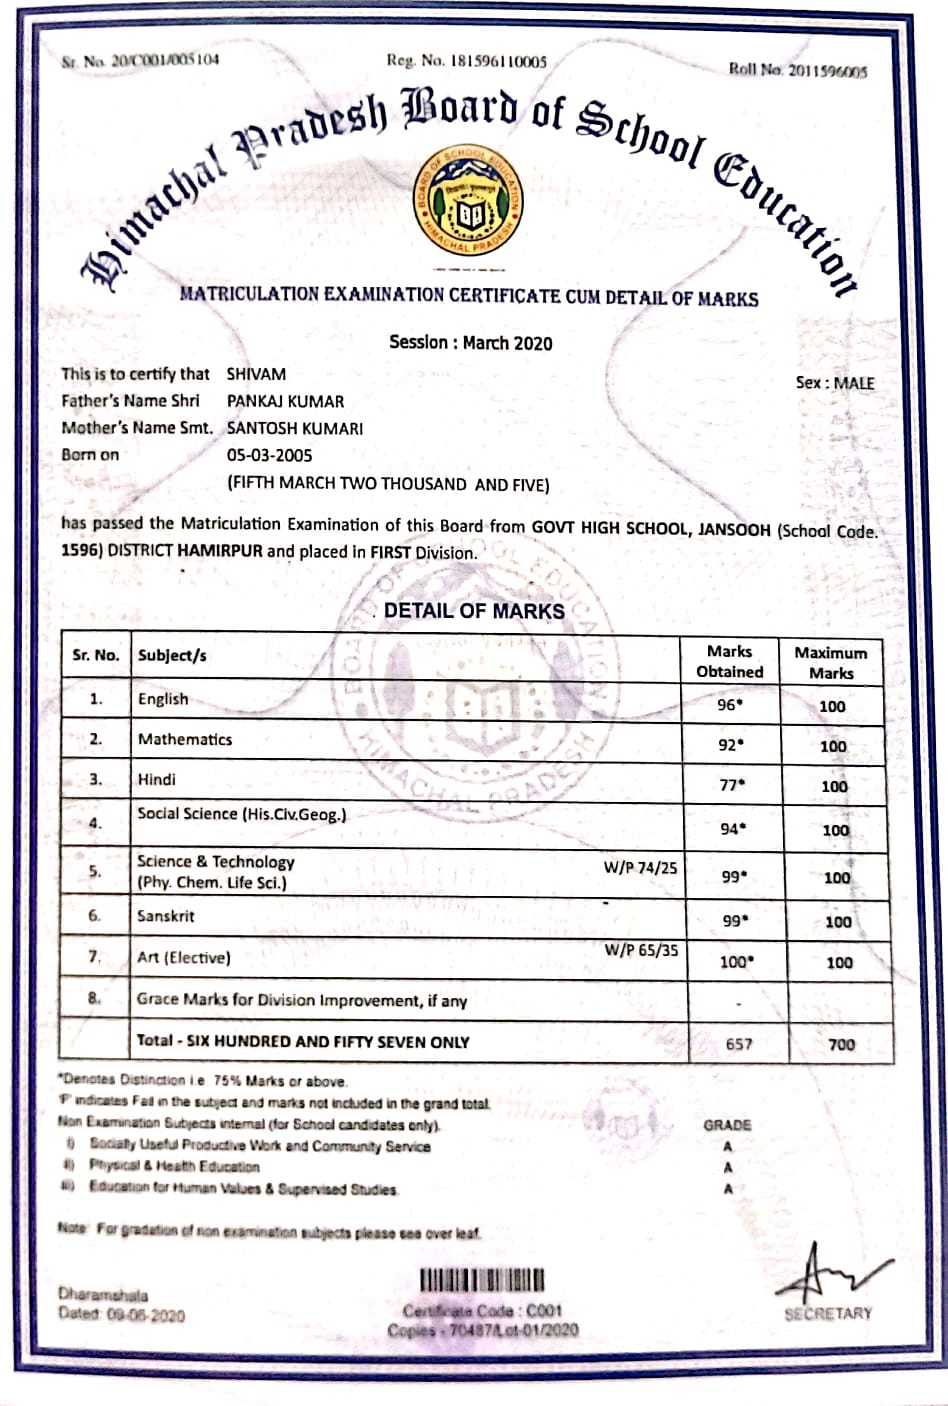 Sr. No. 20/C001/005104 Reg. No. 181596110005 Roll No. 2011596005
Himachal Pradesh Board of School Education
BOARD OF SCHOOL EDUCATION
HIMACHAL PRADESH
MATRICULATION EXAMINATION CERTIFICATE CUM DETAIL OF MARKS
Session : March 2020
This is to certify that SHIVAM Sex : MALE
Father's Name Shri PANKAJ KUMAR
Mother's Name Smt. SANTOSH KUMARI
Born on 05-03-2005
(FIFTH MARCH TWO THOUSAND AND FIVE)
has passed the Matriculation Examination of this Board from GOVT HIGH SCHOOL, JANSOOH (School Code.
1596) DISTRICT HAMIRPUR and placed in FIRST Division.
BOARD OF SCHOOL EDUCATION
HIMACHAL PRADESH
DETAIL OF MARKS
Sr. No. Subject/s Marks Obtained Maximum Marks
1. English 96* 100
2. Mathematics 92* 100
3. Hindi 77* 100
4. Social Science (His.Civ.Geog.) 94* 100
5. Science & Technology W/P 74/25 99* 100
(Phy. Chem. Life Sci.)
6. Sanskrit 99* 100
7. Art (Elective) W/P 65/35 100* 100
8. Grace Marks for Division Improvement, if any -
Total - SIX HUNDRED AND FIFTY SEVEN ONLY 657 700
*Denotes Distinction i.e. 75% Marks or above.
'F' indicates Fail in the subject and marks not included in the grand total.
Non Examination Subjects internal (for School candidates only). GRADE
i) Socially Useful Productive Work and Community Service A
ii) Physical & Health Education A
iii) Education for Human Values & Supervised Studies. A
Note: For gradation of non examination subjects please see over leaf.
Dharamshala
Dated: 09-06-2020
Certificate Code : C001
Copies - 70487/Lot-01/2020
SECRETARY